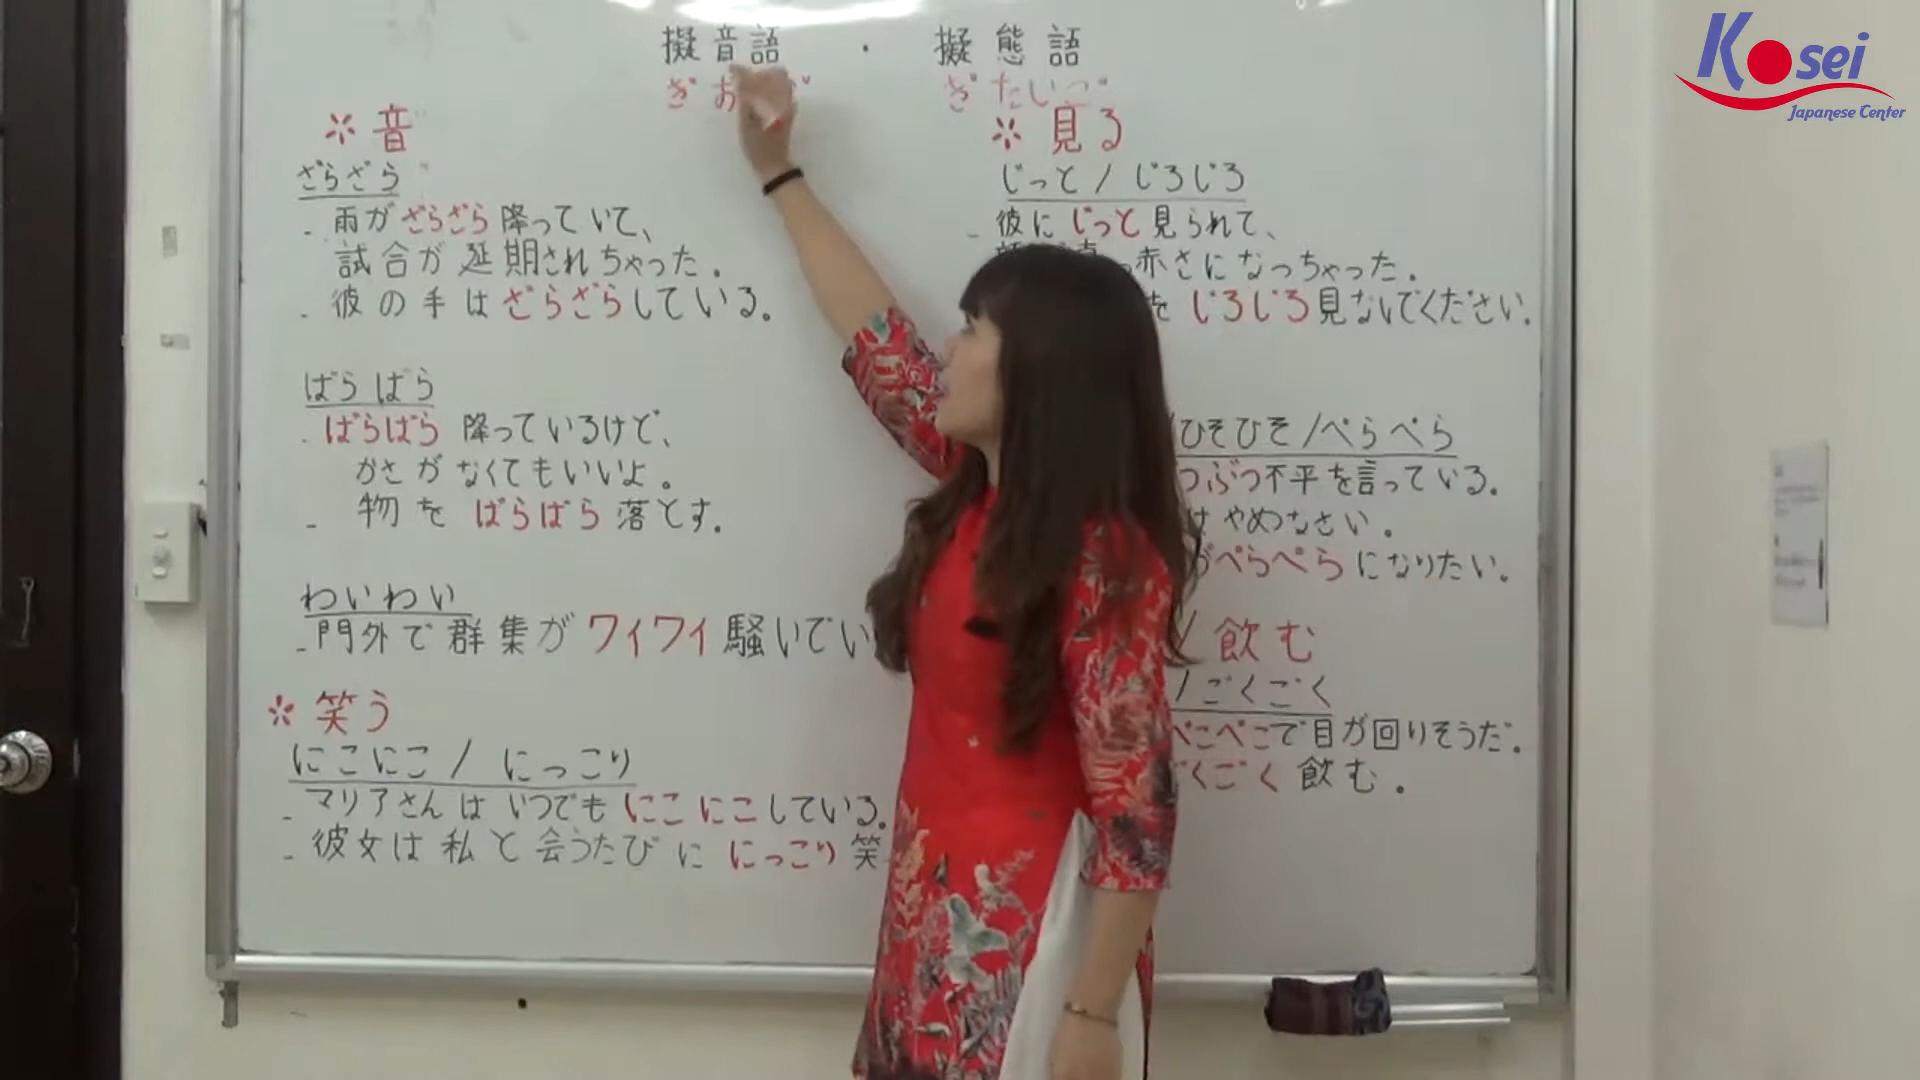 擬音語 ・ 擬態語
ぎお ぎたいご
* 音
ざらざら
- 雨がざらざら降っていて、
試合が延期されちゃった。
- 彼の手はざらざらしている。
ばらばら
- ばらばら降っているけど、
かさがなくてもいいよ。
- 物をばらばら落とす。
わいわい
- 門外で群集がワイワイ騒いでい
* 笑う
にこにこ / にっこり
- マリアさんはいつでもにこにこしている。
- 彼女は私と会うたびににっこり笑
* 見る
じっと / じろじろ
- 彼にじっと見られて、
赤さになっちゃった。
をじろじろ見ないでください.
/ひそひそ/ぺらぺら
つぶつ不平を言っている。
はやめなさい。
がぺらぺらになりたい。
/ 飲む
/ごくごく
ぺこぺこで目が回りそうだ.
くごく飲む.
Kosei
Japanese Center